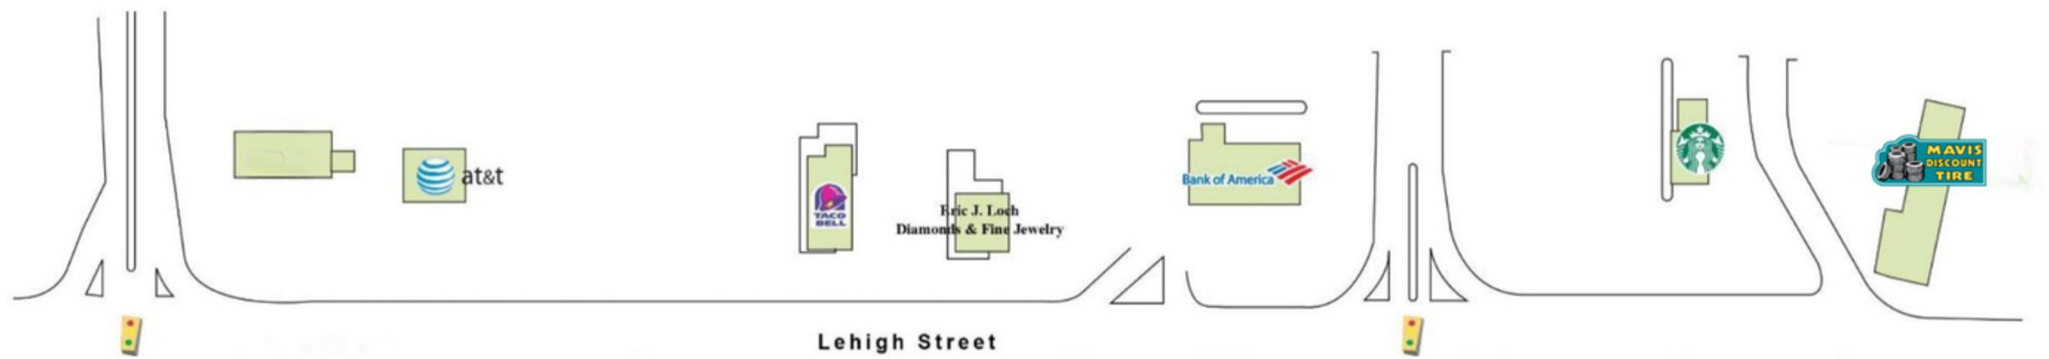 at&t
TACO
BELL
Eric J. Loch
Diamonds & Fine Jewelry
Bank of America
MAVIS
DISCOUNT
TIRE
Lehigh Street